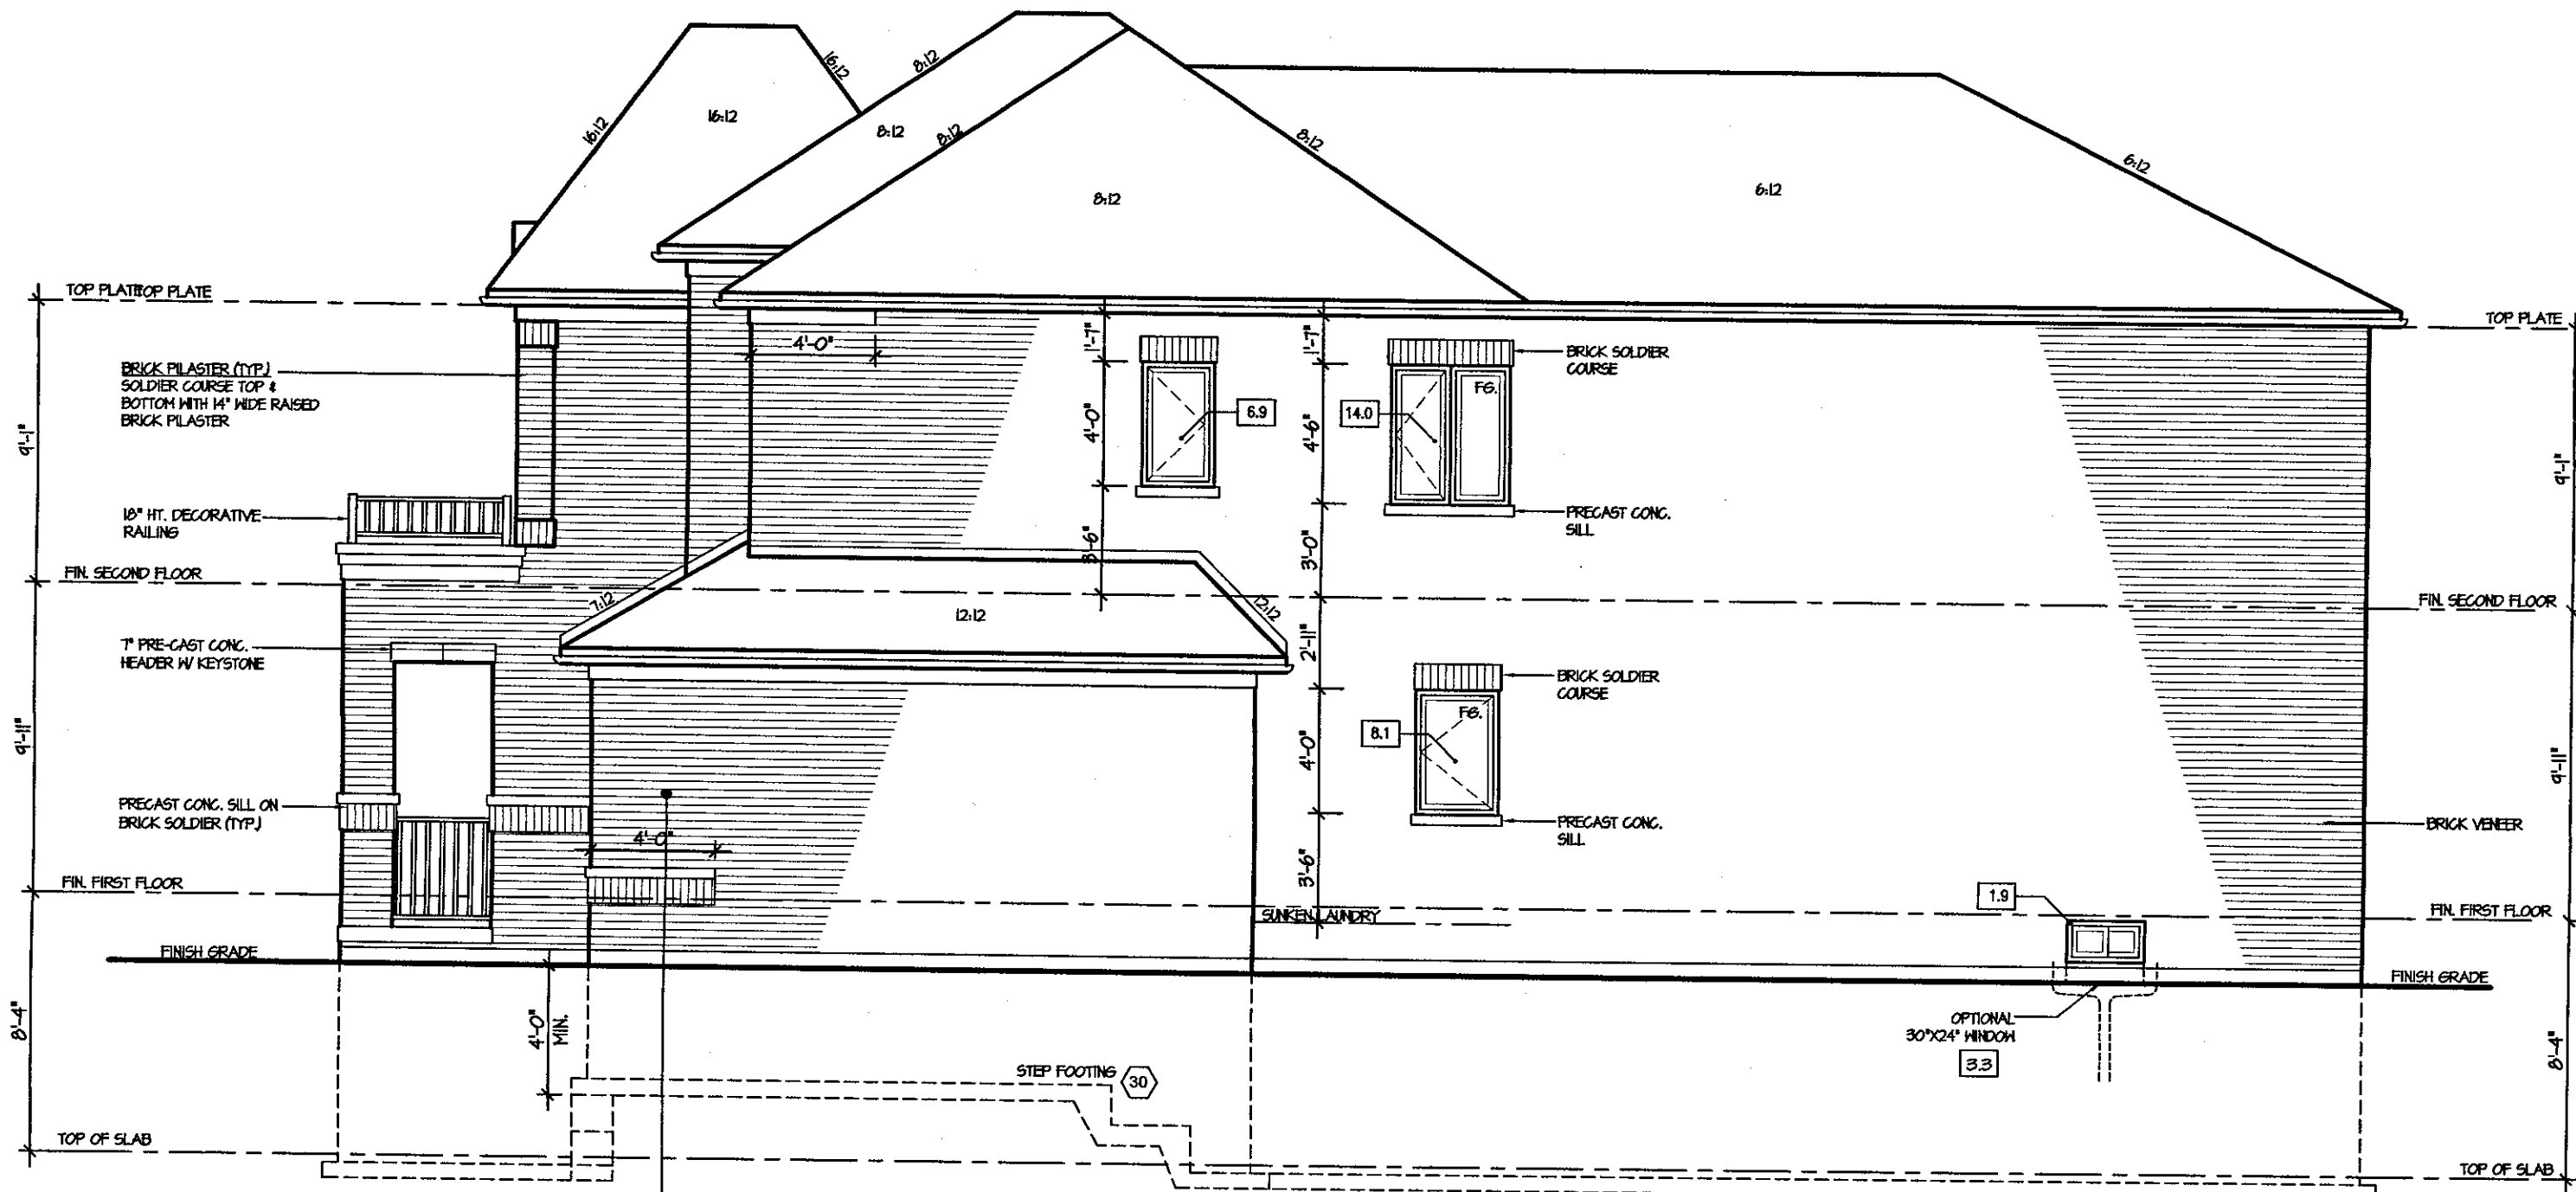 16:12
8:12
16:12
16:12
8:12
8:12
8:12
8:12
6:12
6:12
TOP PLATE
TOP PLATE
TOP PLATE
1'-7"
1'-7"
4'-0"
BRICK SOLDIER
COURSE
BRICK PILASTER (TYP.)
SOLDIER COURSE TOP &
BOTTOM WITH 14" WIDE RAISED
BRICK PILASTER
F.G.
6.9
14.0
4'-0"
4'-6"
9'-1"
9'-1"
18" HT. DECORATIVE
RAILING
PRECAST CONC.
SILL
3'-6"
3'-0"
FIN. SECOND FLOOR
FIN. SECOND FLOOR
7:12
12:12
12:12
2'-11"
7" PRE-CAST CONC.
HEADER W/ KEYSTONE
BRICK SOLDIER
COURSE
F.G.
8.1
4'-0"
9'-11"
9'-11"
PRECAST CONC. SILL ON
BRICK SOLDIER (TYP.)
PRECAST CONC.
SILL
BRICK VENEER
4'-0"
3'-6"
FIN. FIRST FLOOR
1.9
SUNKEN LAUNDRY
FIN. FIRST FLOOR
FINISH GRADE
FINISH GRADE
8'-4"
4'-0"
MIN.
OPTIONAL
30"X24" WINDOW
3.3
8'-4"
STEP FOOTING
30
TOP OF SLAB
TOP OF SLAB